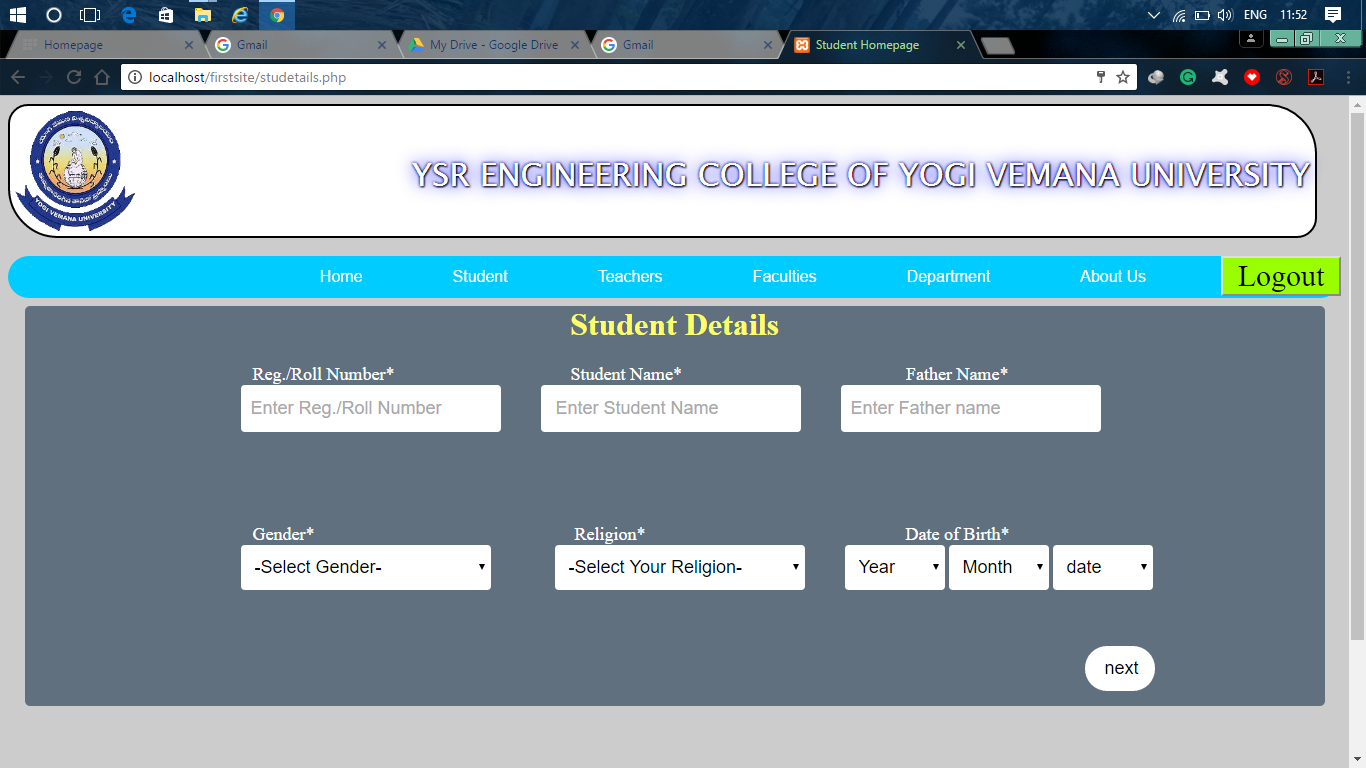 ENG 11:52
Homepage
Gmail
My Drive - Google Drive
Gmail
Student Homepage
localhost/firstsite/studetails.php
YOGI VEMANA UNIVERSITY
YSR ENGINEERING COLLEGE OF YOGI VEMANA UNIVERSITY
Home Student Teachers Faculties Department About Us Logout
Student Details
Reg./Roll Number* Student Name* Father Name*
Enter Reg./Roll Number Enter Student Name Enter Father name
Gender* Religion* Date of Birth*
-Select Gender- -Select Your Religion- Year Month date
next